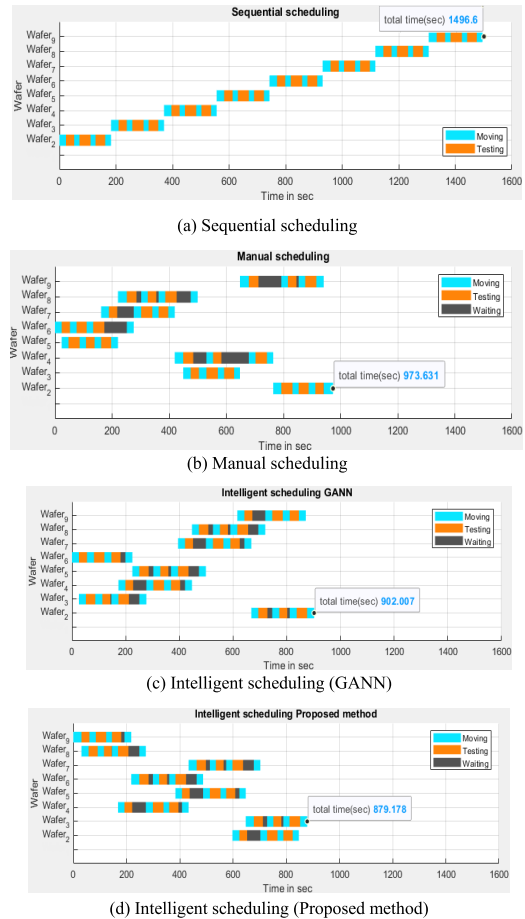 Sequential scheduling
total time(sec) 1496.6
Wafer9
Wafer8
Wafer7
Wafer6
Wafer5
Wafer4
Wafer3
Wafer2
Wafer
Moving
Testing
0 200 400 600 800 1000 1200 1400 1600
Time in sec
(a) Sequential scheduling
Manual scheduling
Wafer9
Wafer8
Wafer7
Wafer6
Wafer5
Wafer4
Wafer3
Wafer2
Wafer
Moving
Testing
Waiting
total time(sec) 973.631
0 200 400 600 800 1000 1200 1400 1600
Time in sec
(b) Manual scheduling
Intelligent scheduling GANN
Wafer9
Wafer8
Wafer7
Wafer6
Wafer5
Wafer4
Wafer3
Wafer2
Wafer
Moving
Testing
Waiting
total time(sec) 902.007
0 200 400 600 800 1000 1200 1400 1600
Time in sec
(c) Intelligent scheduling (GANN)
Intelligent scheduling Proposed method
Wafer9
Wafer8
Wafer7
Wafer6
Wafer5
Wafer4
Wafer3
Wafer2
Wafer
Moving
Testing
Waiting
total time(sec) 879.178
0 200 400 600 800 1000 1200 1400 1600
Time in sec
(d) Intelligent scheduling (Proposed method)